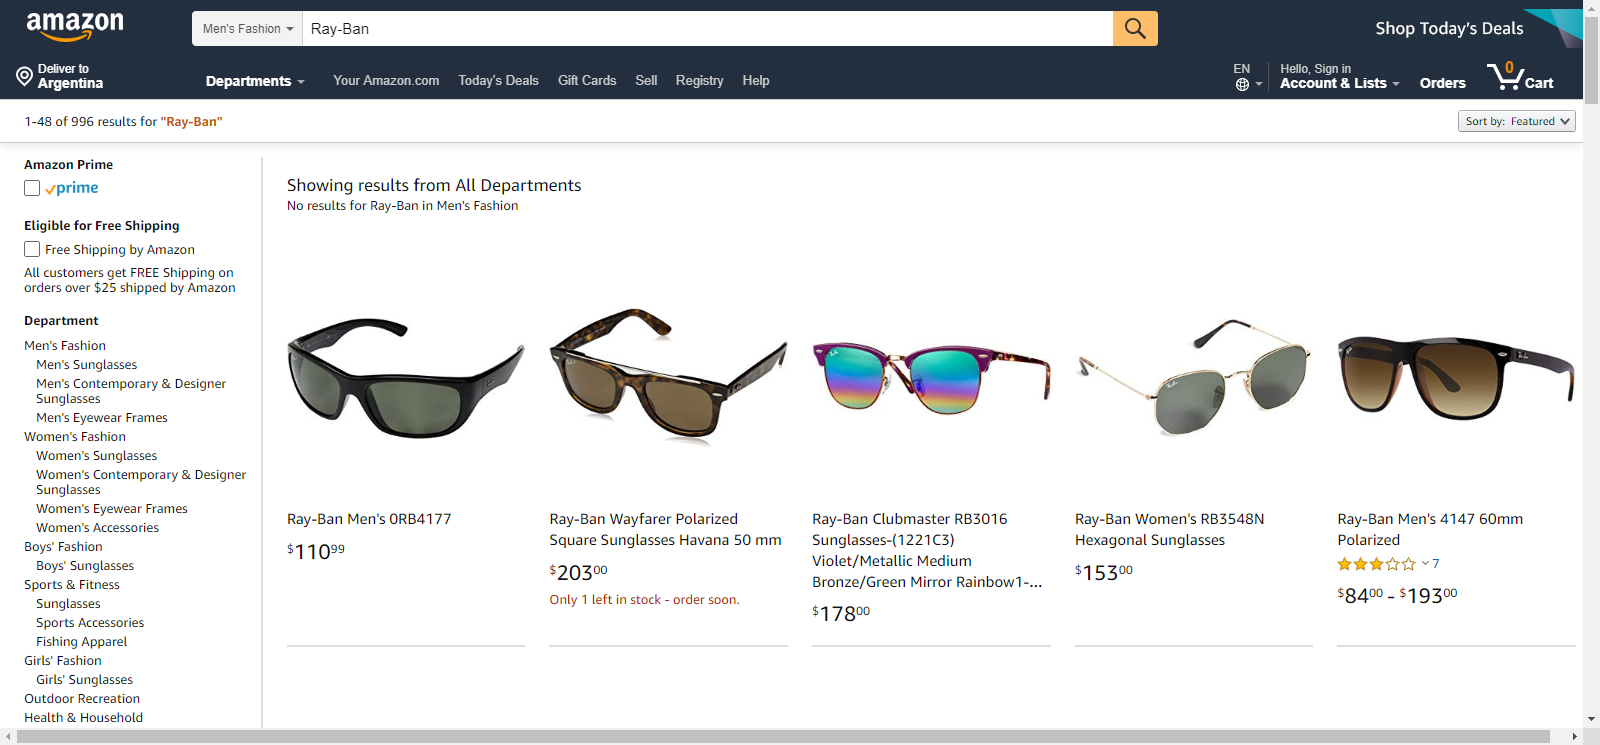 amazon
Men's Fashion
Ray-Ban
Shop Today's Deals
Deliver to
Argentina
Departments
Your Amazon.com
Today's Deals
Gift Cards
Sell
Registry
Help
EN
Hello, Sign in
Account & Lists
Orders
0
Cart
1-48 of 996 results for "Ray-Ban"
Sort by: Featured
Amazon Prime
prime
Eligible for Free Shipping
Free Shipping by Amazon
All customers get FREE Shipping on
orders over $25 shipped by Amazon
Department
Men's Fashion
Men's Sunglasses
Men's Contemporary & Designer
Sunglasses
Men's Eyewear Frames
Women's Fashion
Women's Sunglasses
Women's Contemporary & Designer
Sunglasses
Women's Eyewear Frames
Women's Accessories
Boys' Fashion
Boys' Sunglasses
Sports & Fitness
Sunglasses
Sports Accessories
Fishing Apparel
Girls' Fashion
Girls' Sunglasses
Outdoor Recreation
Health & Household
Showing results from All Departments
No results for Ray-Ban in Men's Fashion
Ray-Ban Men's 0RB4177
$110 99
Ray-Ban Wayfarer Polarized
Square Sunglasses Havana 50 mm
$203 00
Only 1 left in stock - order soon.
Ray-Ban Clubmaster RB3016
Sunglasses-(1221C3)
Violet/Metallic Medium
Bronze/Green Mirror Rainbow1-...
$178 00
Ray-Ban Women's RB3548N
Hexagonal Sunglasses
$153 00
Ray-Ban Men's 4147 60mm
Polarized
7
$84 00 - $193 00